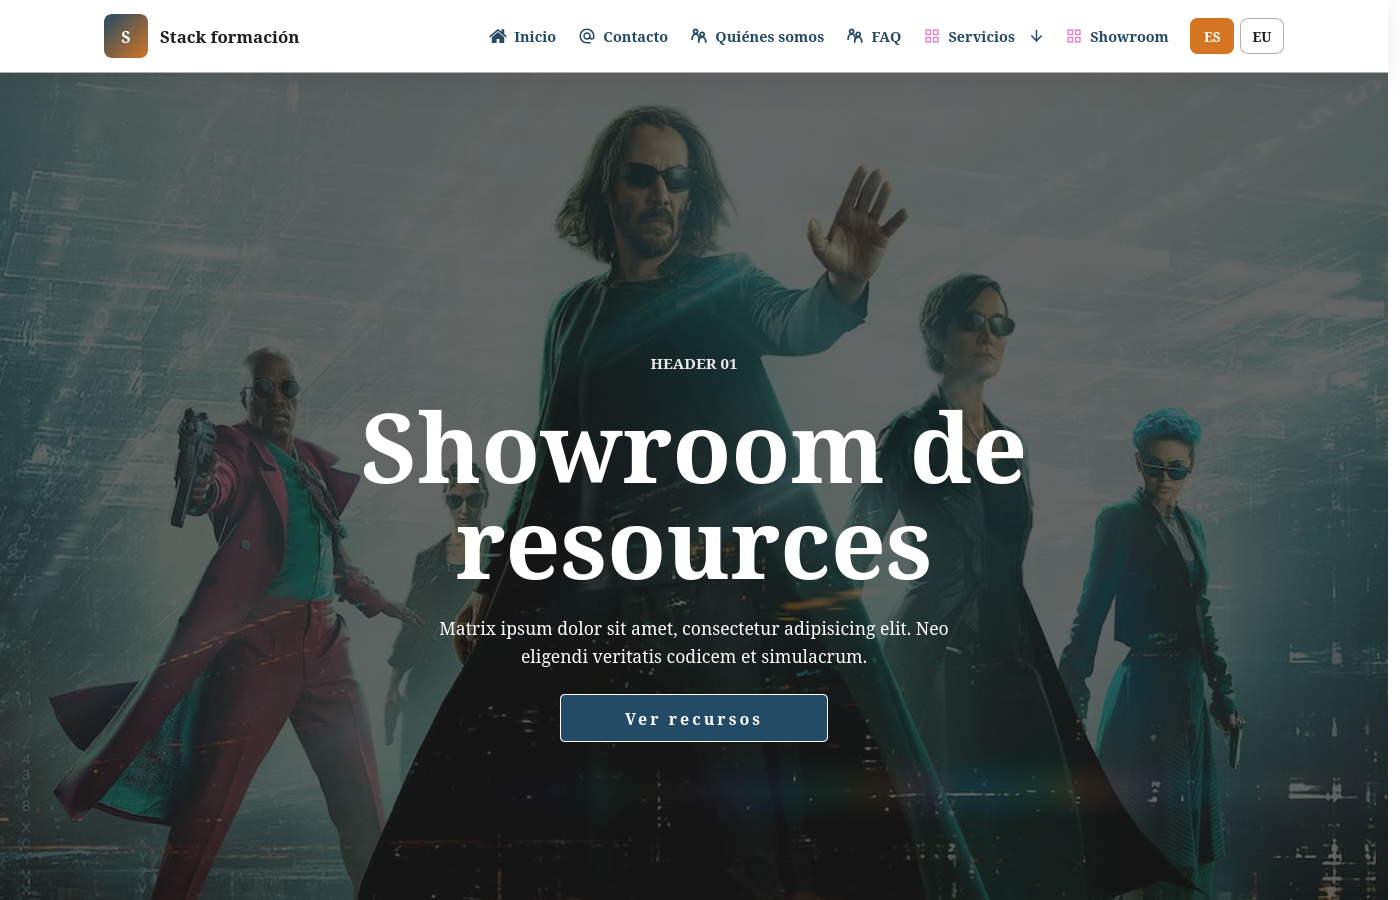 S
Stack formación
Inicio
Contacto
Quiénes somos
FAQ
Servicios
Showroom
ES
EU
HEADER 01
Showroom de
resources
Matrix ipsum dolor sit amet, consectetur adipisicing elit. Neo
eligendi veritatis codicem et simulacrum.
Ver recursos